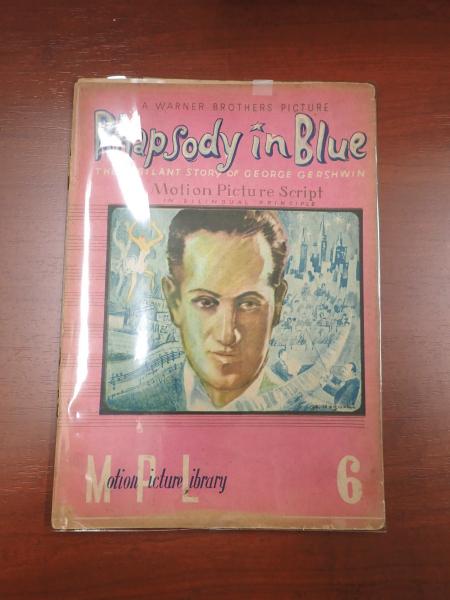 A WARNER BROTHERS PICTURE
Rhapsody in Blue
STORY OF GEORGE GERSHWIN
Motion Picture Script
IN BILINGUAL PRINCIPLE
Motion Picture Library
6